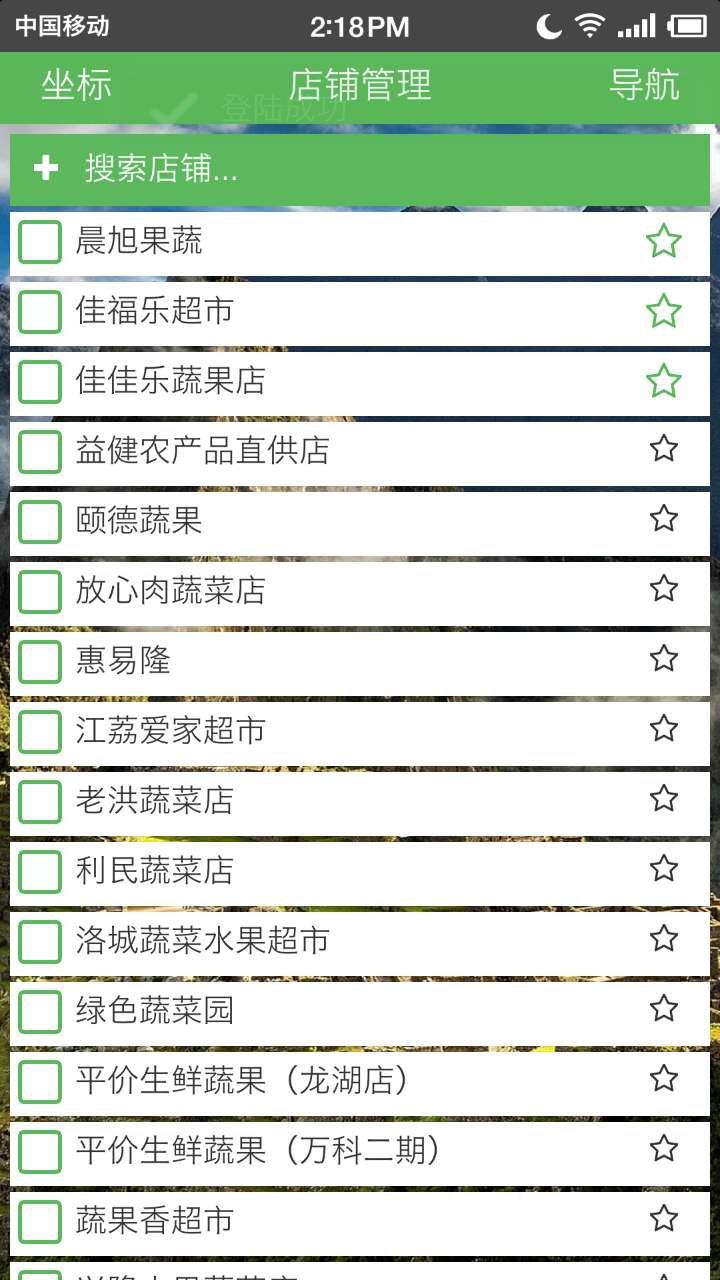 中国移动 2:18PM
坐标 店铺管理 导航
登陆成功
搜索店铺...
晨旭果蔬
佳福乐超市
佳佳乐蔬果店
益健农产品直供店
颐德蔬果
放心肉蔬菜店
惠易隆
江荔爱家超市
老洪蔬菜店
利民蔬菜店
洛城蔬菜水果超市
绿色蔬菜园
平价生鲜蔬果（龙湖店）
平价生鲜蔬果（万科二期）
蔬果香超市